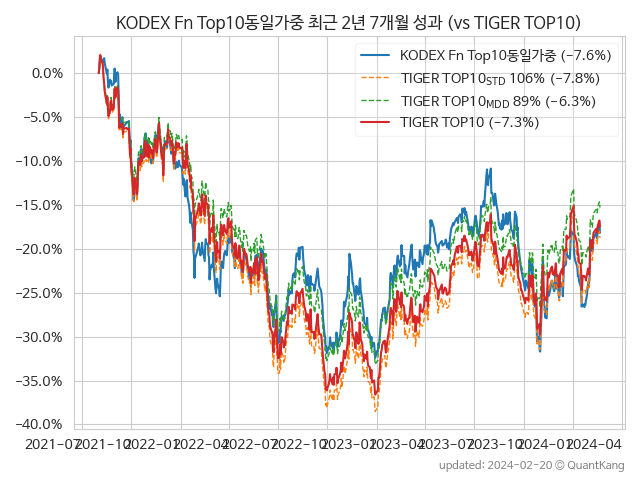 KODEX Fn Top10동일가중 최근 2년 7개월 성과 (vs TIGER TOP10)
KODEX Fn Top10동일가중 (−7.6%)
TIGER TOP10STD 106% (−7.8%)
TIGER TOP10MDD 89% (−6.3%)
TIGER TOP10 (−7.3%)
0.0%
−5.0%
−10.0%
−15.0%
−20.0%
−25.0%
−30.0%
−35.0%
−40.0%
2021-07 2021-10 2022-01 2022-04 2022-07 2022-10 2023-01 2023-04 2023-07 2023-10 2024-01 2024-04
updated: 2024-02-20 © QuantKang